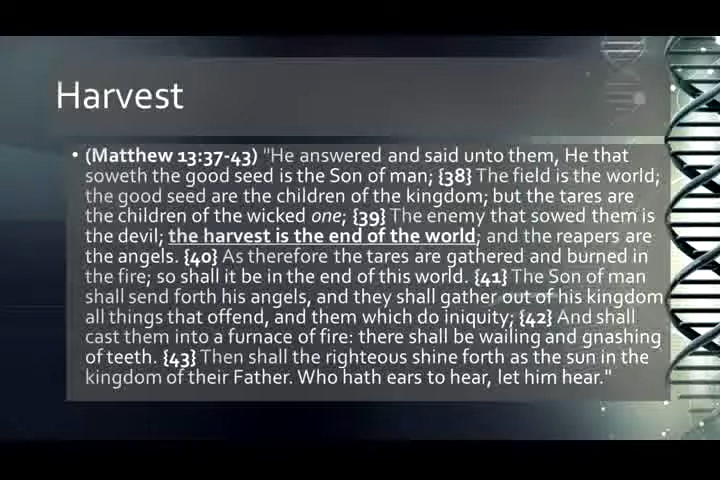 Harvest
• (Matthew 13:37-43) "He answered and said unto them, He that
soweth the good seed is the Son of man; {38} The field is the world;
the good seed are the children of the kingdom; but the tares are
the children of the wicked one; {39} The enemy that sowed them is
the devil; the harvest is the end of the world; and the reapers are
the angels. {40} As therefore the tares are gathered and burned in
the fire; so shall it be in the end of this world. {41} The Son of man
shall send forth his angels, and they shall gather out of his kingdom
all things that offend, and them which do iniquity; {42} And shall
cast them into a furnace of fire: there shall be wailing and gnashing
of teeth. {43} Then shall the righteous shine forth as the sun in the
kingdom of their Father. Who hath ears to hear, let him hear."